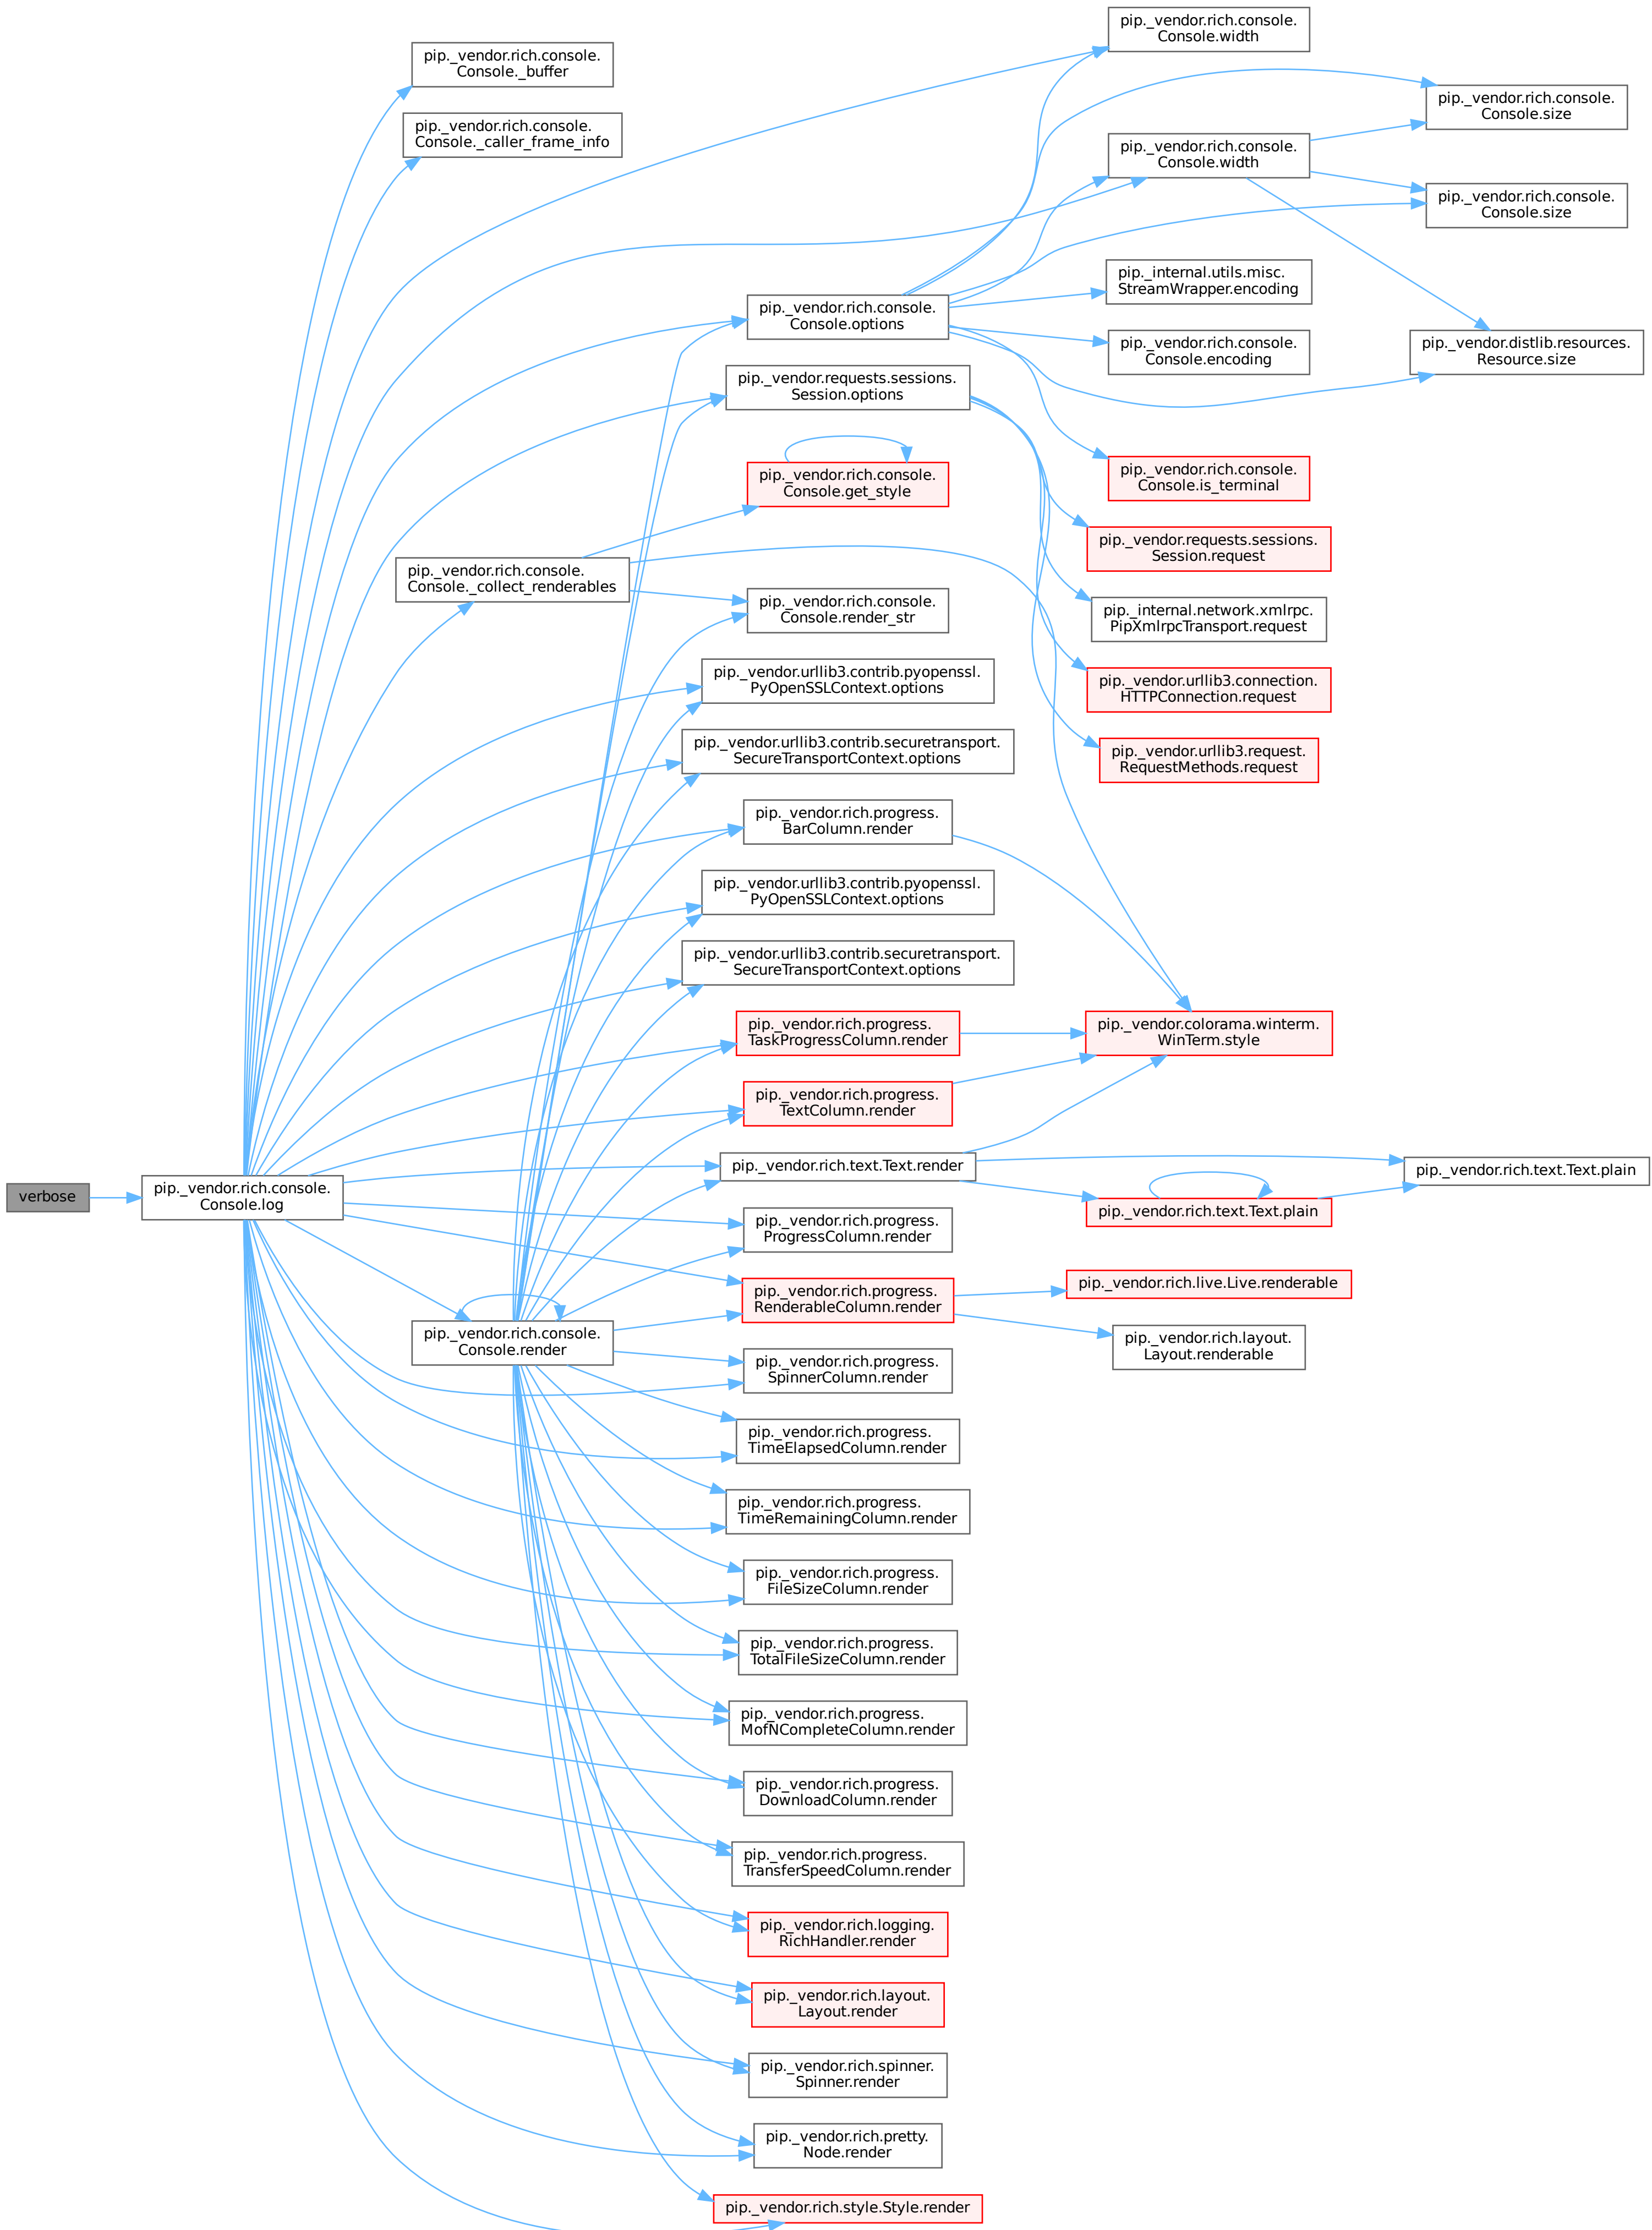 verbose
pip._vendor.rich.console.
Console.log
pip._vendor.rich.console.
Console._buffer
pip._vendor.rich.console.
Console._caller_frame_info
pip._vendor.rich.console.
Console._collect_renderables
pip._vendor.rich.console.
Console.render
pip._vendor.rich.console.
Console.options
pip._vendor.requests.sessions.
Session.options
pip._vendor.rich.console.
Console.get_style
pip._vendor.rich.console.
Console.render_str
pip._vendor.urllib3.contrib.pyopenssl.
PyOpenSSLContext.options
pip._vendor.urllib3.contrib.securetransport.
SecureTransportContext.options
pip._vendor.rich.progress.
BarColumn.render
pip._vendor.urllib3.contrib.pyopenssl.
PyOpenSSLContext.options
pip._vendor.urllib3.contrib.securetransport.
SecureTransportContext.options
pip._vendor.rich.progress.
TaskProgressColumn.render
pip._vendor.rich.progress.
TextColumn.render
pip._vendor.rich.text.Text.render
pip._vendor.rich.progress.
ProgressColumn.render
pip._vendor.rich.progress.
RenderableColumn.render
pip._vendor.rich.progress.
SpinnerColumn.render
pip._vendor.rich.progress.
TimeElapsedColumn.render
pip._vendor.rich.progress.
TimeRemainingColumn.render
pip._vendor.rich.progress.
FileSizeColumn.render
pip._vendor.rich.progress.
TotalFileSizeColumn.render
pip._vendor.rich.progress.
MofNCompleteColumn.render
pip._vendor.rich.progress.
DownloadColumn.render
pip._vendor.rich.progress.
TransferSpeedColumn.render
pip._vendor.rich.logging.
RichHandler.render
pip._vendor.rich.layout.
Layout.render
pip._vendor.rich.spinner.
Spinner.render
pip._vendor.rich.pretty.
Node.render
pip._vendor.rich.style.Style.render
pip._vendor.rich.console.
Console.width
pip._vendor.rich.console.
Console.width
pip._internal.utils.misc.
StreamWrapper.encoding
pip._vendor.rich.console.
Console.encoding
pip._vendor.rich.console.
Console.is_terminal
pip._vendor.requests.sessions.
Session.request
pip._internal.network.xmlrpc.
PipXmlrpcTransport.request
pip._vendor.urllib3.connection.
HTTPConnection.request
pip._vendor.urllib3.request.
RequestMethods.request
pip._vendor.colorama.winterm.
WinTerm.style
pip._vendor.rich.text.Text.plain
pip._vendor.rich.live.Live.renderable
pip._vendor.rich.layout.
Layout.renderable
pip._vendor.rich.console.
Console.size
pip._vendor.rich.console.
Console.size
pip._vendor.distlib.resources.
Resource.size
pip._vendor.rich.text.Text.plain